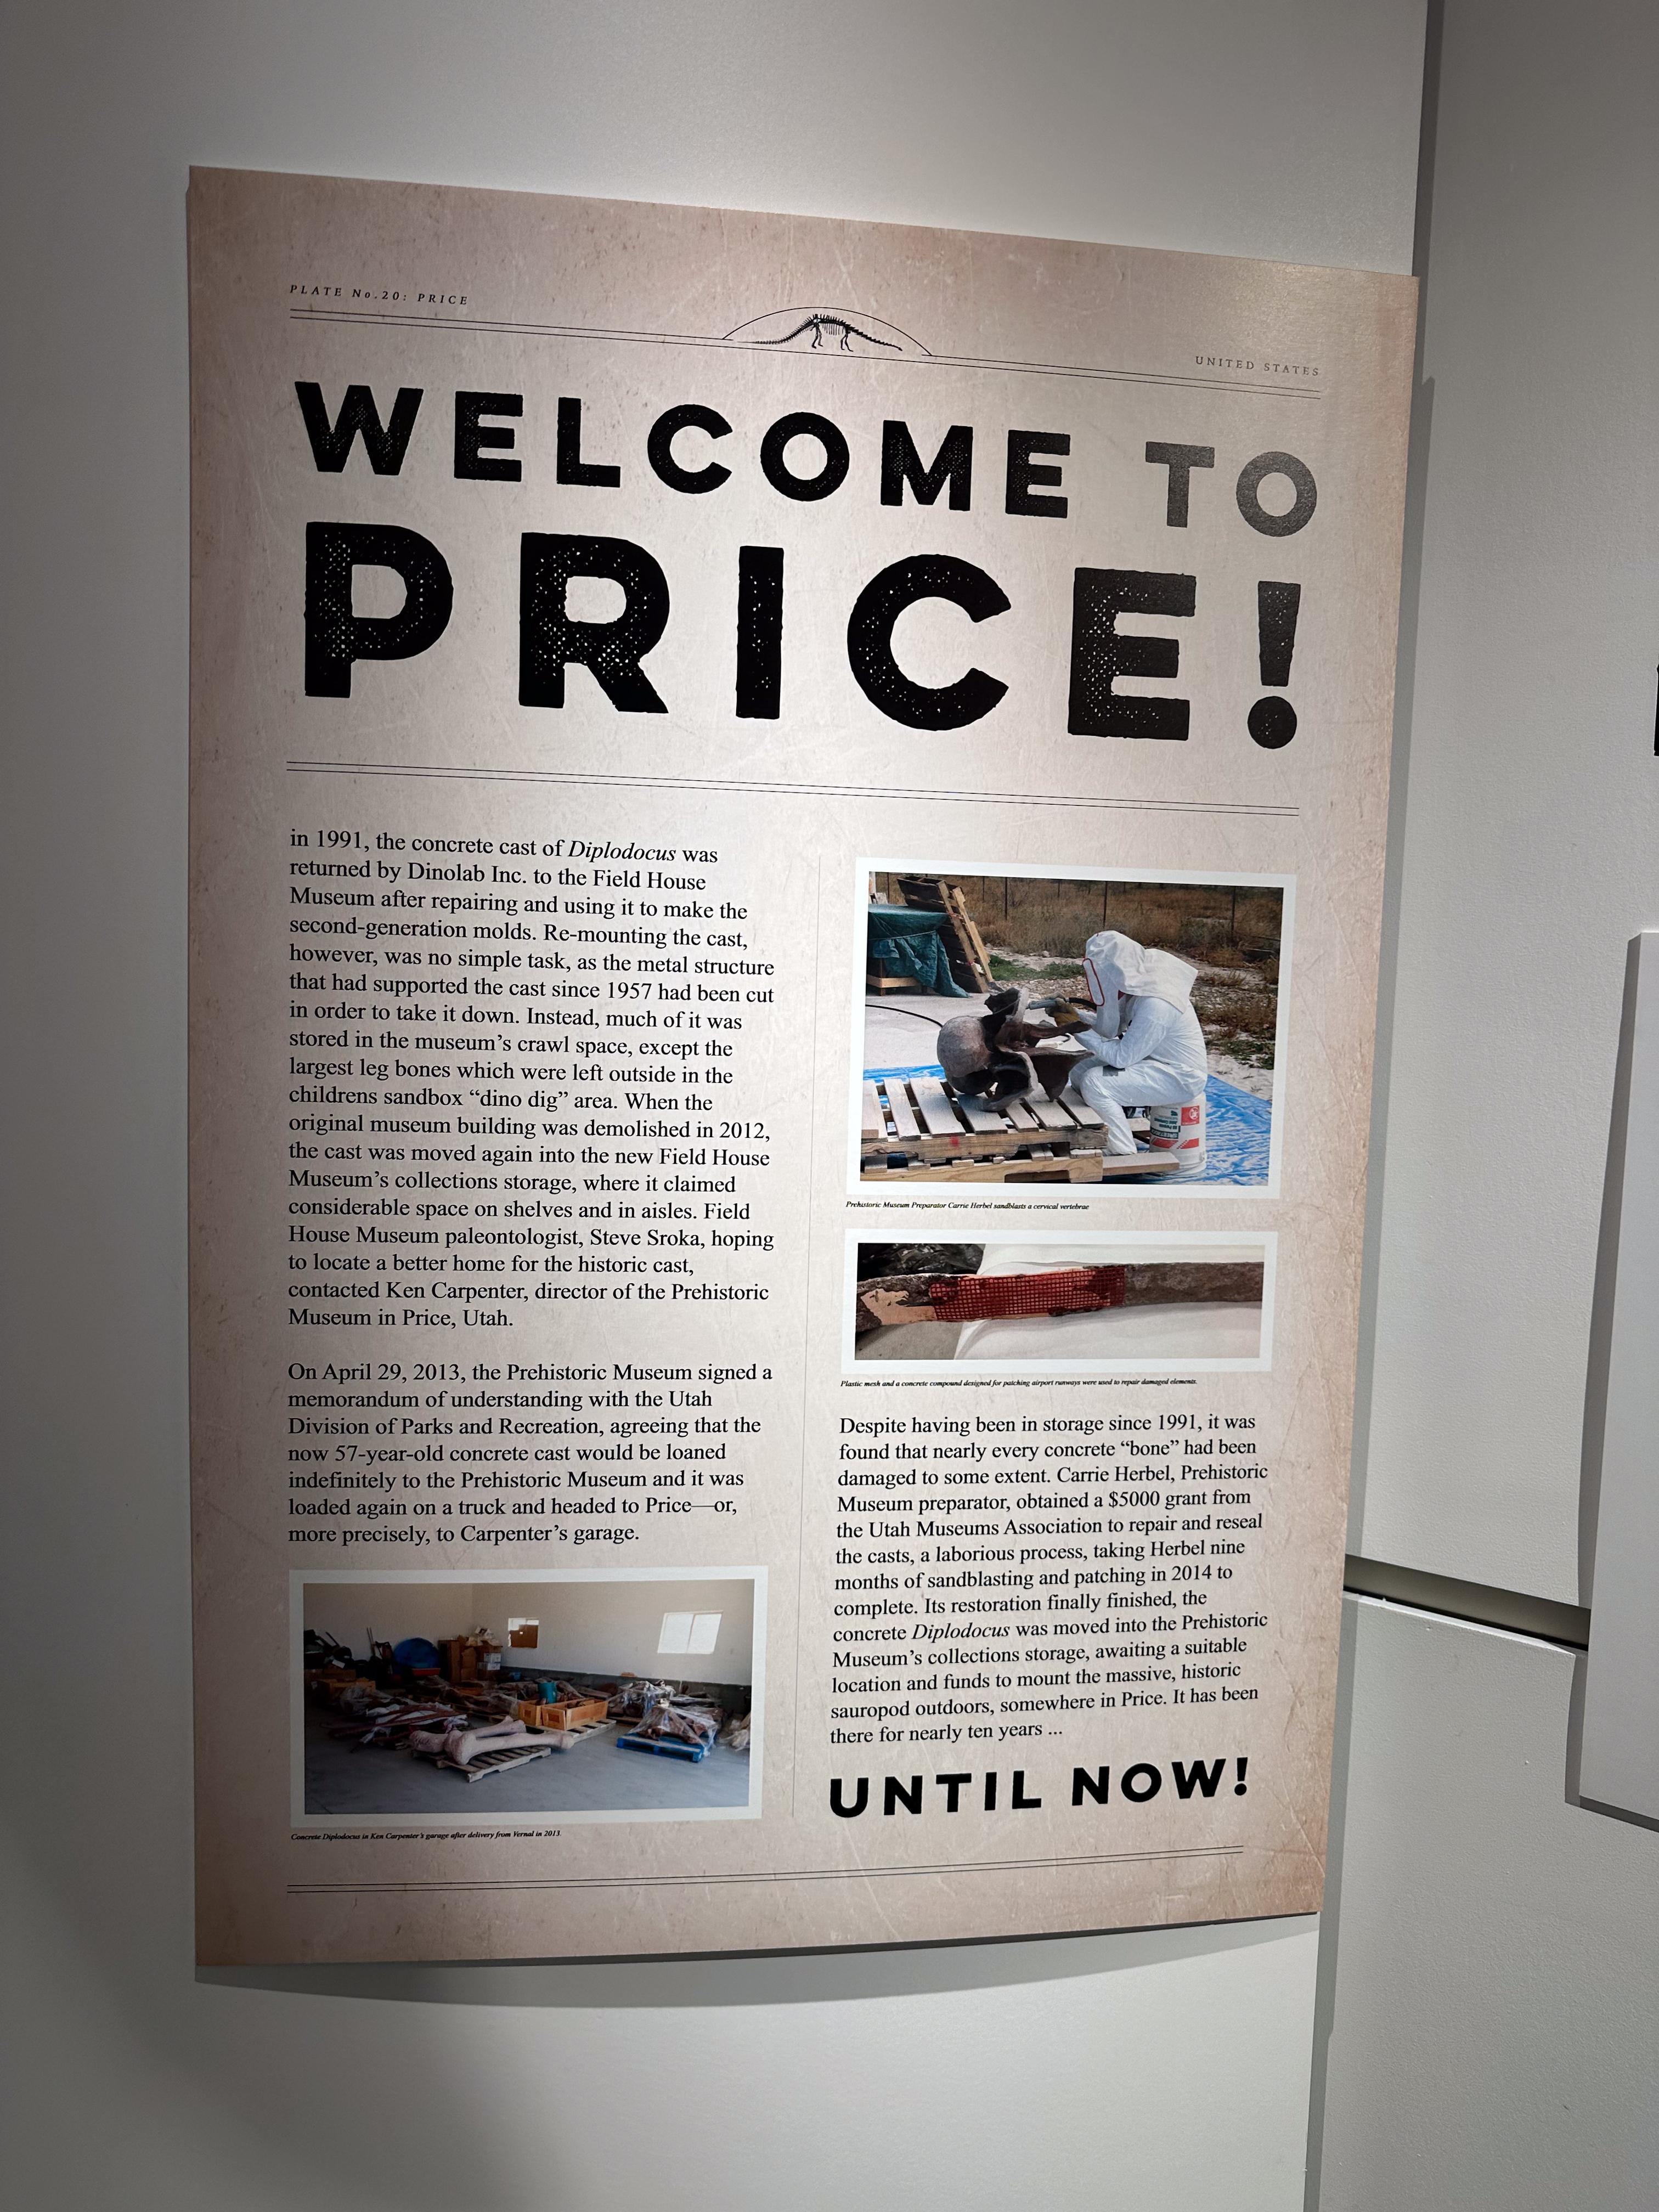 PLATE No.20: PRICE
UNITED STATES
WELCOME TO
PRICE!
in 1991, the concrete cast of Diplodocus was
returned by Dinolab Inc. to the Field House
Museum after repairing and using it to make the
second-generation molds. Re-mounting the cast,
however, was no simple task, as the metal structure
that had supported the cast since 1957 had been cut
in order to take it down. Instead, much of it was
stored in the museum’s crawl space, except the
largest leg bones which were left outside in the
childrens sandbox “dino dig” area. When the
original museum building was demolished in 2012,
the cast was moved again into the new Field House
Museum’s collections storage, where it claimed
considerable space on shelves and in aisles. Field
House Museum paleontologist, Steve Sroka, hoping
to locate a better home for the historic cast,
contacted Ken Carpenter, director of the Prehistoric
Museum in Price, Utah.
On April 29, 2013, the Prehistoric Museum signed a
memorandum of understanding with the Utah
Division of Parks and Recreation, agreeing that the
now 57-year-old concrete cast would be loaned
indefinitely to the Prehistoric Museum and it was
loaded again on a truck and headed to Price—or,
more precisely, to Carpenter’s garage.
Concrete Diplodocus in Ken Carpenter’s garage after delivery from Vernal in 2013.
Prehistoric Museum Preparator Carrie Herbel sandblasts a cervical vertebrae
Plastic mesh and a concrete compound designed for patching airport runways were used to repair damaged elements.
Despite having been in storage since 1991, it was
found that nearly every concrete “bone” had been
damaged to some extent. Carrie Herbel, Prehistoric
Museum preparator, obtained a $5000 grant from
the Utah Museums Association to repair and reseal
the casts, a laborious process, taking Herbel nine
months of sandblasting and patching in 2014 to
complete. Its restoration finally finished, the
concrete Diplodocus was moved into the Prehistoric
Museum’s collections storage, awaiting a suitable
location and funds to mount the massive, historic
sauropod outdoors, somewhere in Price. It has been
there for nearly ten years ...
UNTIL NOW!